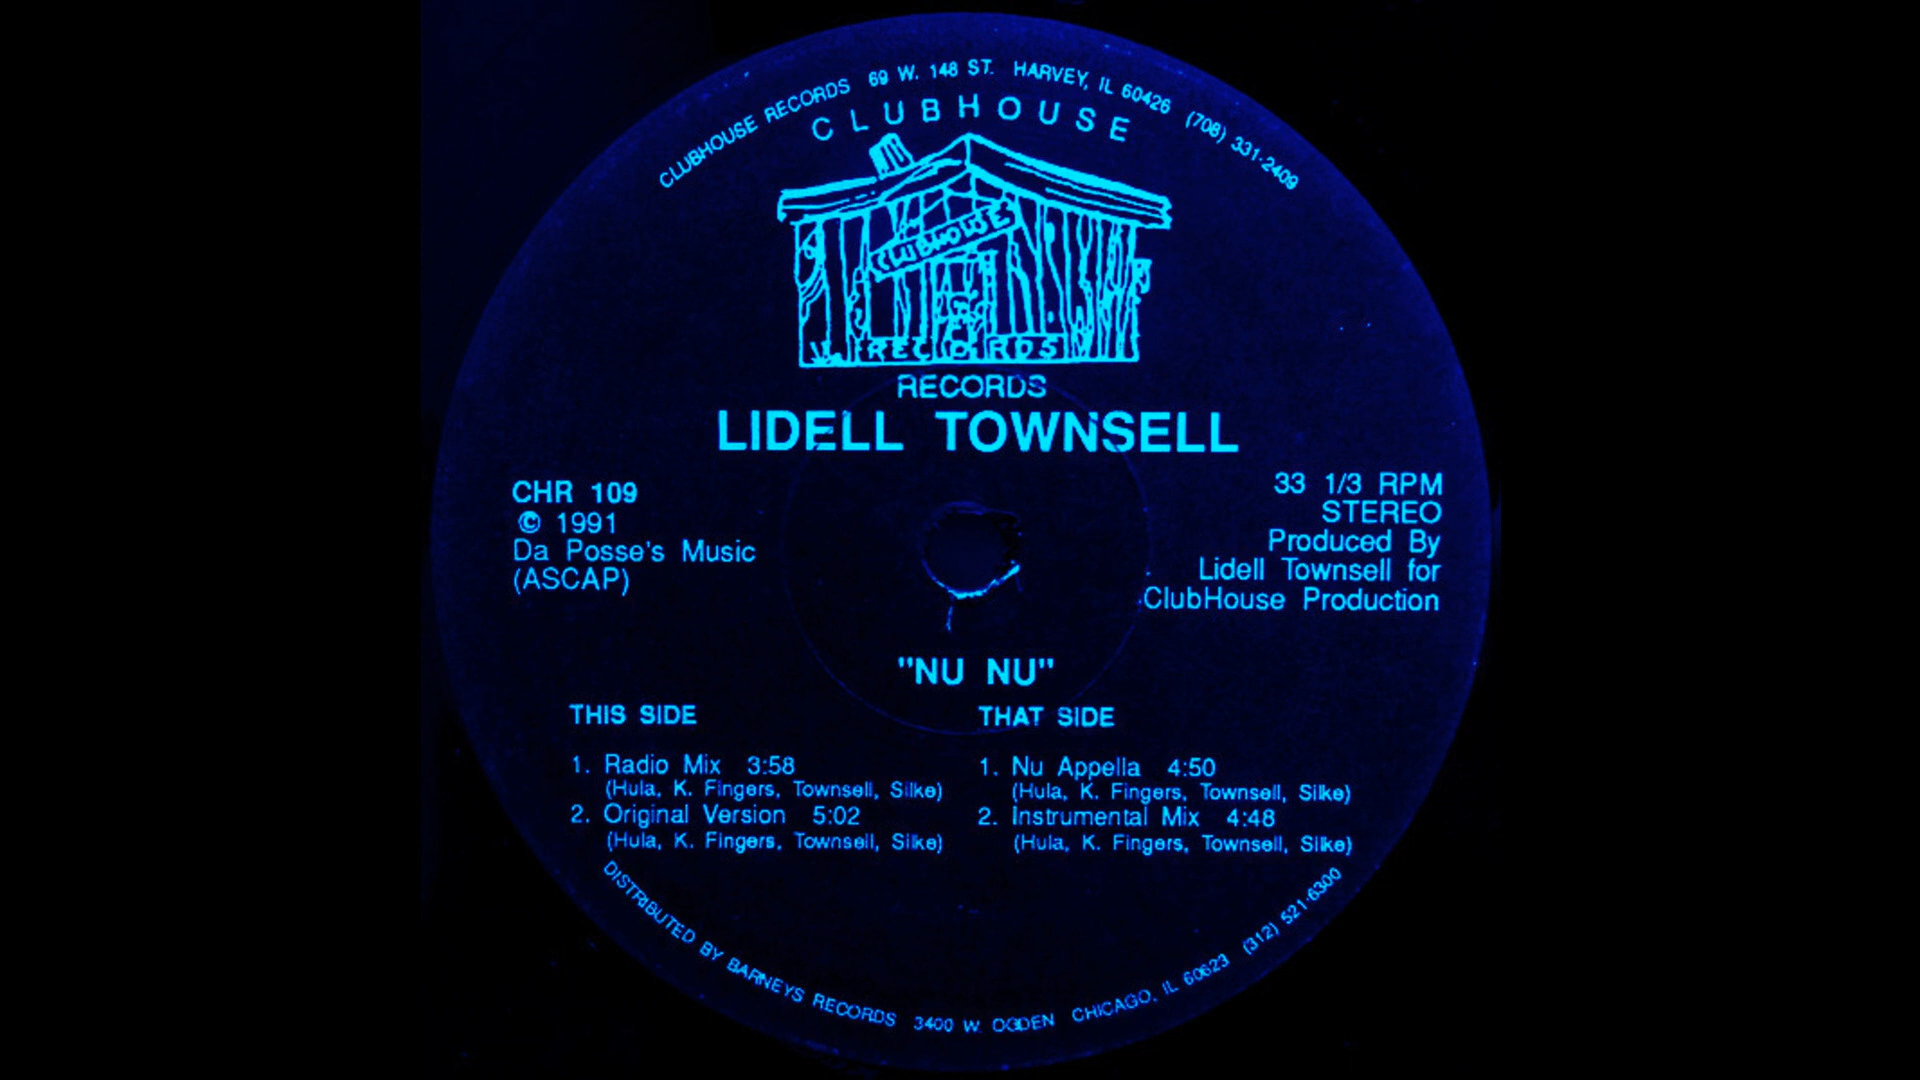 CLUBHOUSE RECORDS 69 W. 148 ST. HARVEY, IL 60426 (708) 331-2409
CLUBHOUSE
CLUBHOUSE
RECORDS
RECORDS
LIDELL TOWNSELL
CHR 109
© 1991
Da Posse's Music
(ASCAP)
33 1/3 RPM
STEREO
Produced By
Lidell Townsell for
ClubHouse Production
"NU NU"
THIS SIDE
1. Radio Mix 3:58
(Hula, K. Fingers, Townsell, Silke)
2. Original Version 5:02
(Hula, K. Fingers, Townsell, Silke)
THAT SIDE
1. Nu Appella 4:50
(Hula, K. Fingers, Townsell, Silke)
2. Instrumental Mix 4:48
(Hula, K. Fingers, Townsell, Silke)
DISTRIBUTED BY BARNEYS RECORDS 3400 W. OGDEN CHICAGO, IL 60623 (312) 521-6300